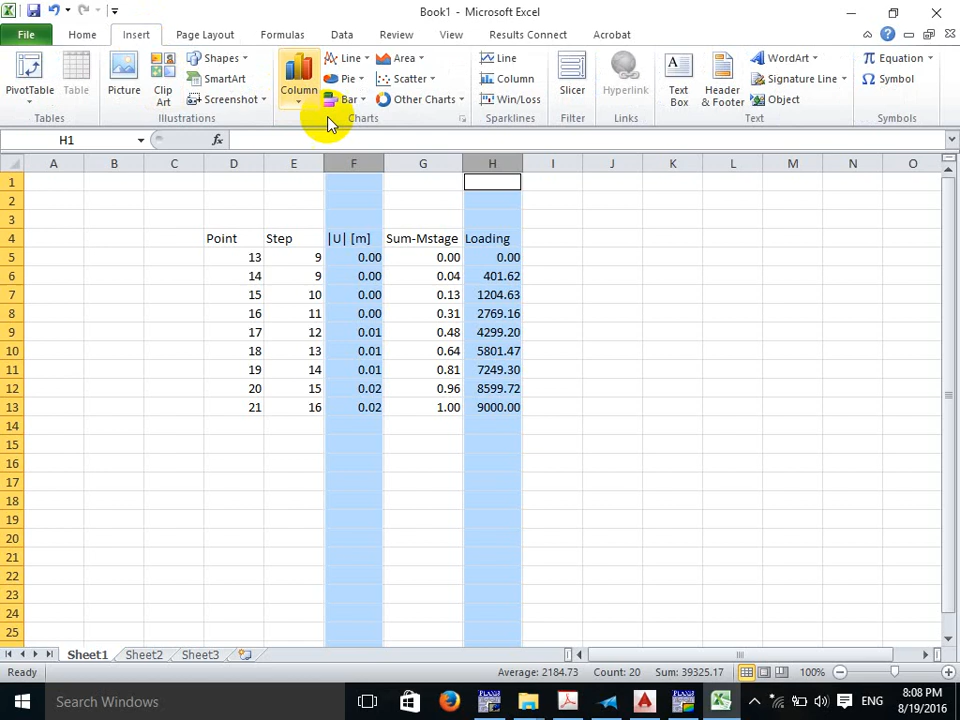 Book1 - Microsoft Excel
File Home Insert Page Layout Formulas Data Review View Results Connect Acrobat
PivotTable Table Picture Clip Art Shapes SmartArt Screenshot Column Line Pie Bar Area Scatter Other Charts Line Column Win/Loss Slicer Hyperlink Text Box Header & Footer WordArt Signature Line Object Equation Symbol
Tables Illustrations Charts Sparklines Filter Links Text Symbols
H1 fx
A B C D E F G H I J K L M N O
1
2
3
4 Point Step |U| [m] Sum-Mstage Loading
5 13 9 0.00 0.00 0.00
6 14 9 0.00 0.04 401.62
7 15 10 0.00 0.13 1204.63
8 16 11 0.00 0.31 2769.16
9 17 12 0.01 0.48 4299.20
10 18 13 0.01 0.64 5801.47
11 19 14 0.01 0.81 7249.30
12 20 15 0.02 0.96 8599.72
13 21 16 0.02 1.00 9000.00
14
15
16
17
18
19
20
21
22
23
24
25
Sheet1 Sheet2 Sheet3
Ready Average: 2184.73 Count: 20 Sum: 39325.17 100%
Search Windows ENG 8:08 PM
8/19/2016